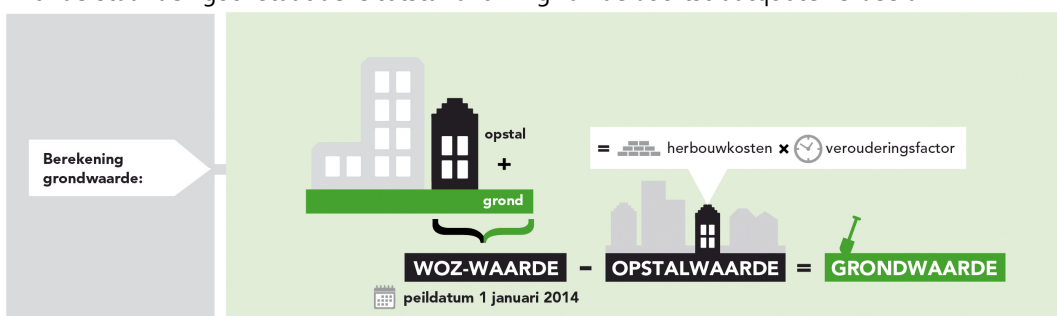 Berekening
grondwaarde:
opstal
+
grond
= herbouwkosten × verouderingsfactor
WOZ-WAARDE – OPSTALWAARDE = GRONDWAARDE
peildatum 1 januari 2014